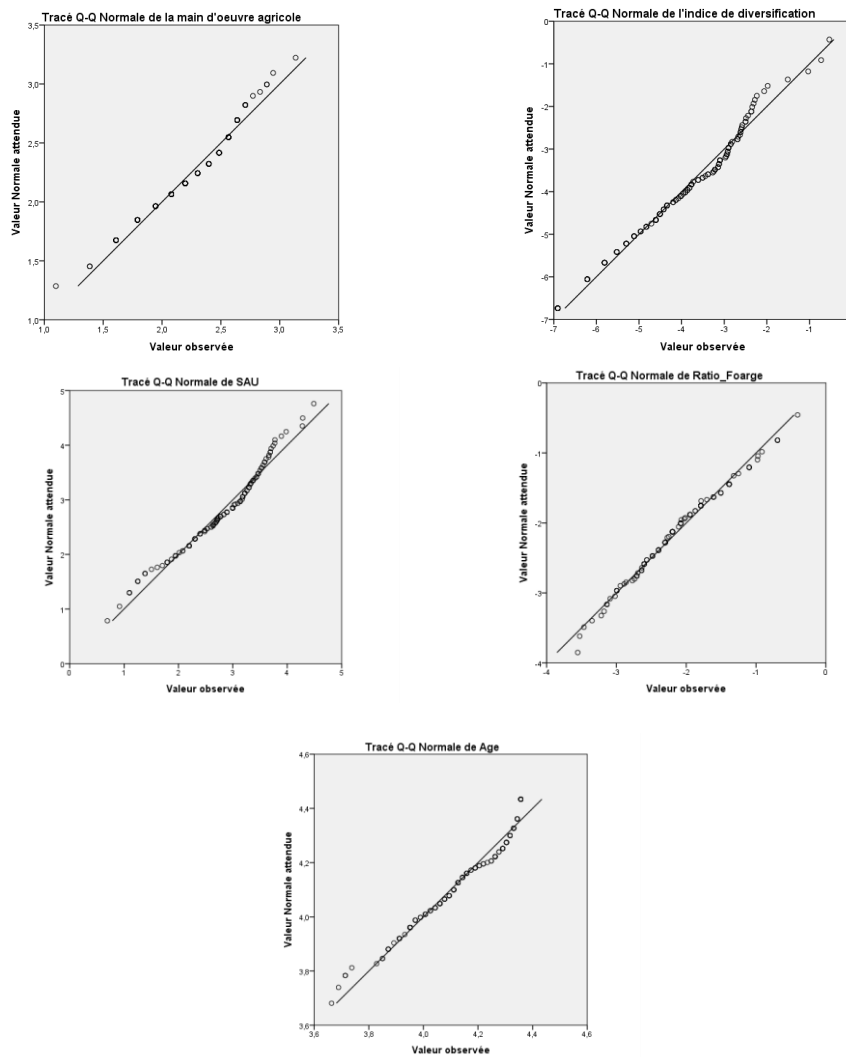 Tracé Q-Q Normale de la main d'oeuvre agricole
3,5
3,0
2,5
2,0
1,5
1,0
Valeur Normale attendue
1,0 1,5 2,0 2,5 3,0 3,5
Valeur observée
Tracé Q-Q Normale de l'indice de diversification
0
-1
-2
-3
-4
-5
-6
-7
Valeur Normale attendue
-7 -6 -5 -4 -3 -2 -1
Valeur observée
Tracé Q-Q Normale de SAU
5
4
3
2
1
0
Valeur Normale attendue
0 1 2 3 4 5
Valeur observée
Tracé Q-Q Normale de Ratio_Foarge
0
-1
-2
-3
-4
Valeur Normale attendue
-4 -3 -2 -1 0
Valeur observée
Tracé Q-Q Normale de Age
4,6
4,4
4,2
4,0
3,8
3,6
Valeur Normale attendue
3,6 3,8 4,0 4,2 4,4 4,6
Valeur observée